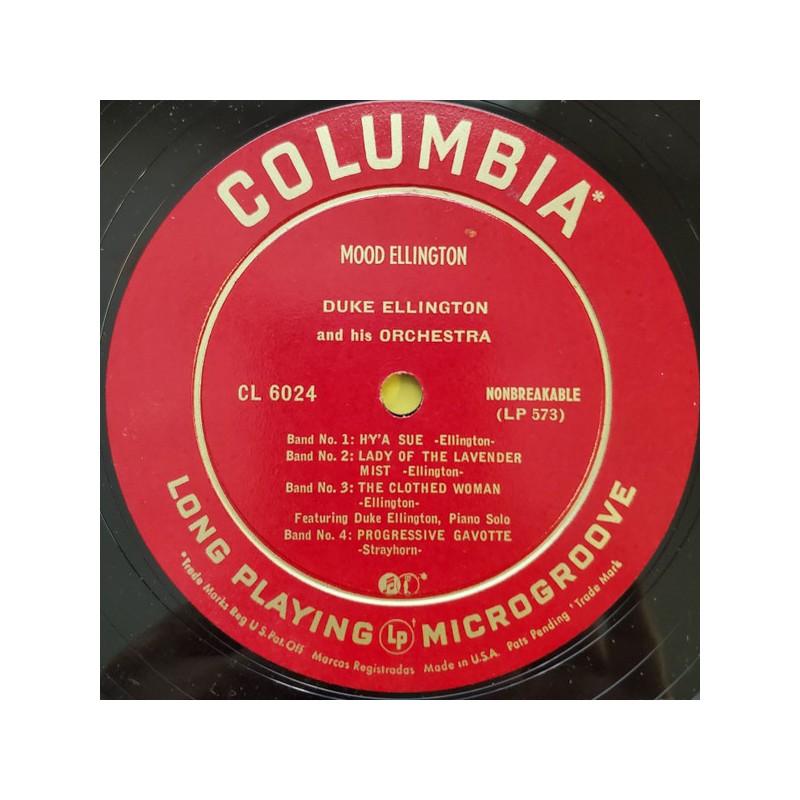 COLUMBIA*
MOOD ELLINGTON
DUKE ELLINGTON
and his ORCHESTRA
CL 6024
NONBREAKABLE
(LP 573)
Band No. 1: HY'A SUE -Ellington-
Band No. 2: LADY OF THE LAVENDER
MIST -Ellington-
Band No. 3: THE CLOTHED WOMAN
-Ellington-
Featuring Duke Ellington, Piano Solo
Band No. 4: PROGRESSIVE GAVOTTE
-Strayhorn-
LONG PLAYING Lp† MICROGROOVE
*Trade Marks Reg U S. Pat. Off Marcas Registradas Made in U.S.A. Pats Pending †Trade Mark